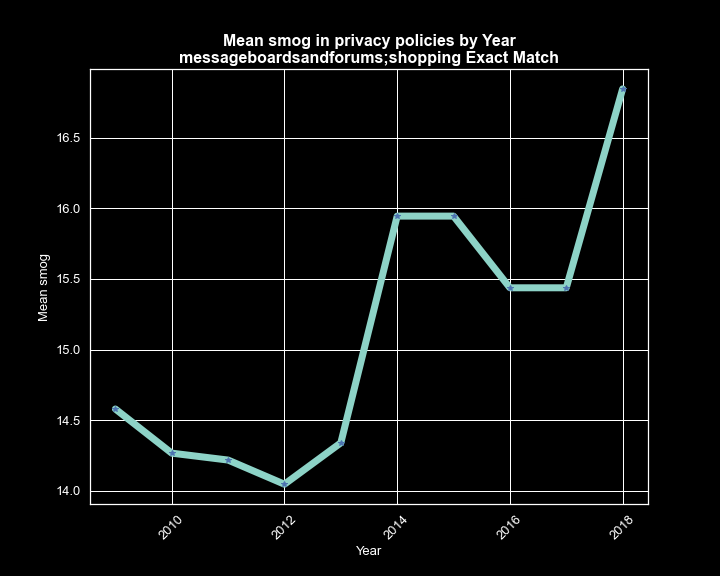 Mean smog in privacy policies by Year
messageboardsandforums;shopping Exact Match
16.5
16.0
15.5
15.0
14.5
14.0
Mean smog
2010
2012
2014
2016
2018
Year